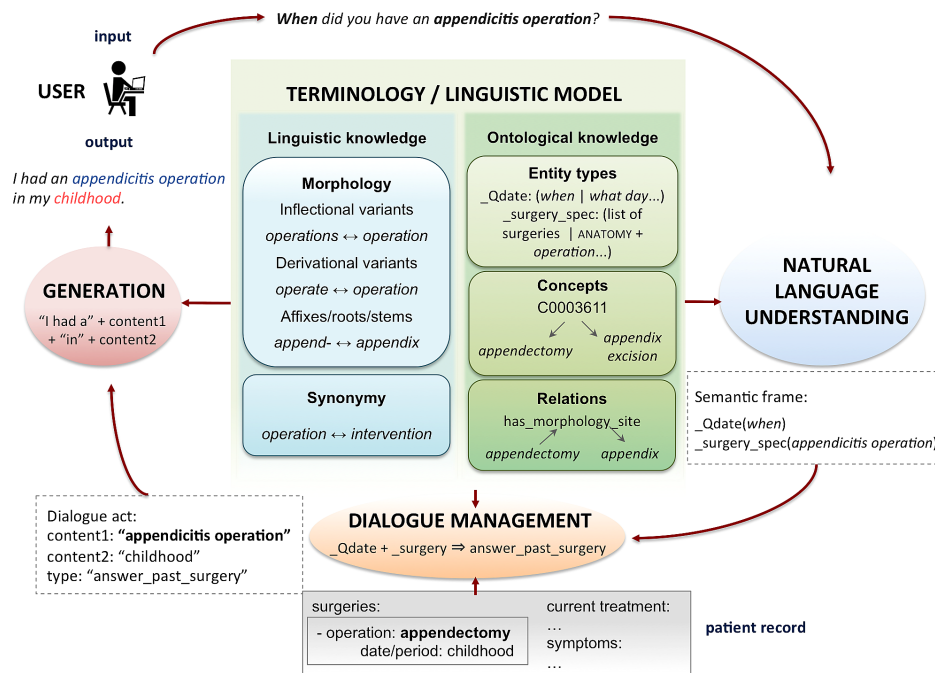 When did you have an appendicitis operation?
input
USER
output
I had an appendicitis operation
in my childhood.
TERMINOLOGY / LINGUISTIC MODEL
Linguistic knowledge
Morphology
Inflectional variants
operations ↔ operation
Derivational variants
operate ↔ operation
Affixes/roots/stems
append- ↔ appendix
Synonymy
operation ↔ intervention
Ontological knowledge
Entity types
_Qdate: (when | what day...)
_surgery_spec: (list of
surgeries | ANATOMY +
operation...)
Concepts
C0003611
appendectomy
appendix
excision
Relations
has_morphology_site
appendectomy
appendix
NATURAL
LANGUAGE
UNDERSTANDING
Semantic frame:
_Qdate(when)
_surgery_spec(appendicitis operation)
DIALOGUE MANAGEMENT
_Qdate + _surgery ⇒ answer_past_surgery
GENERATION
“I had a” + content1
+ “in” + content2
Dialogue act:
content1: “appendicitis operation”
content2: “childhood”
type: “answer_past_surgery”
surgeries:
- operation: appendectomy
date/period: childhood
current treatment:
...
symptoms:
...
patient record